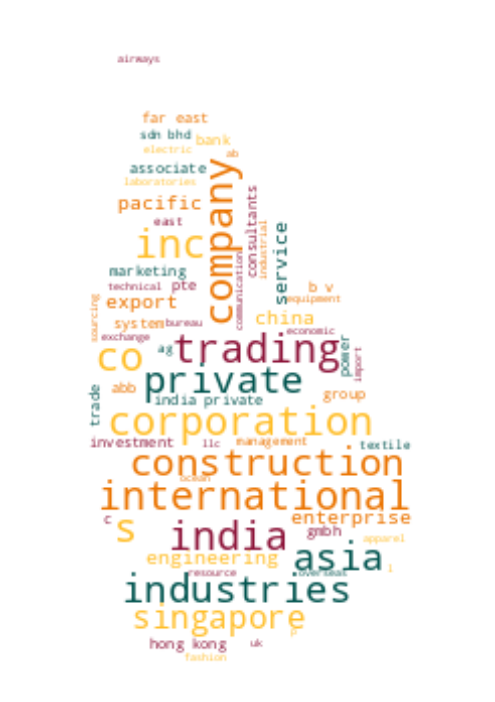 airways
far east
sdn bhd
bank
electric
ab
associate
laboratories
company
consultants
pacific
east
inc
service
industrial
communication
marketing
technical
pte
b v
equipment
sourcing
export
china
system
bureau
economic
exchange
ag
trading
power
import
co
private
abb
trade
india private
group
corporation
investment
llc
management
textile
construction
ocean
international
c
s
enterprise
india
gmbh
apparel
asia
engineering
l
resource
overseas
industries
singapore
p
hong kong
uk
fashion